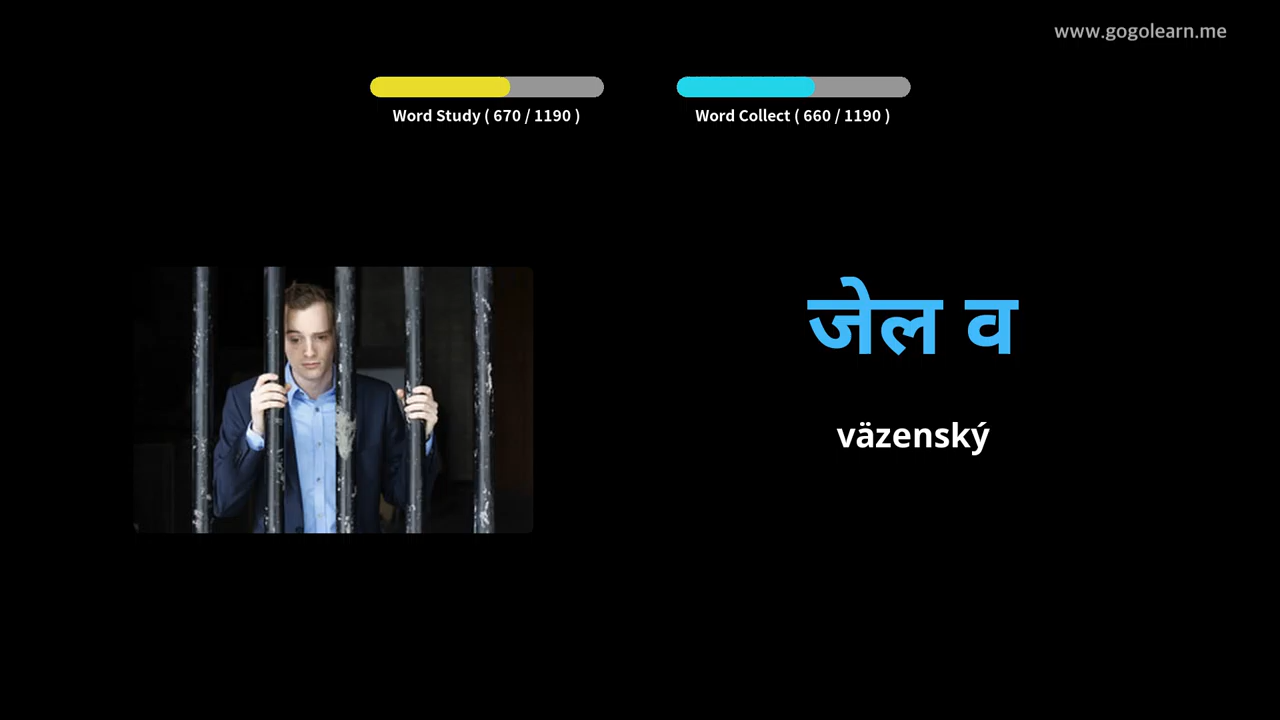 www.gogolearn.me
Word Study ( 670 / 1190 )
Word Collect ( 660 / 1190 )
जेल व
väzenský